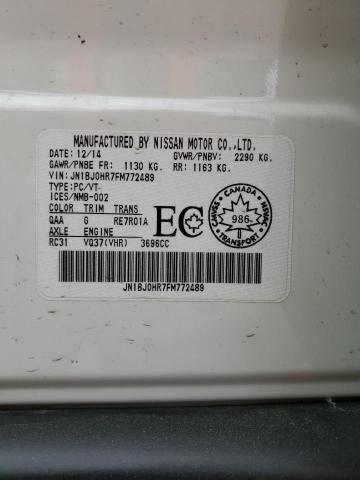 MANUFACTURED BY NISSAN MOTOR CO.,LTD.
DATE: 12/14 GVWR/PNBV: 2290 KG.
GAWR/PNBE FR: 1130 KG. RR: 1163 KG.
VIN: JN1BJ0HR7FM772489
TYPE: PC/VT
ICES/NMB-002
COLOR TRIM TRANS
QAA G RE7R01A
AXLE ENGINE
RC31 VQ37(VHR) 3696CC
EC
CANADA
986
TRANSPORT
JN1BJ0HR7FM772489